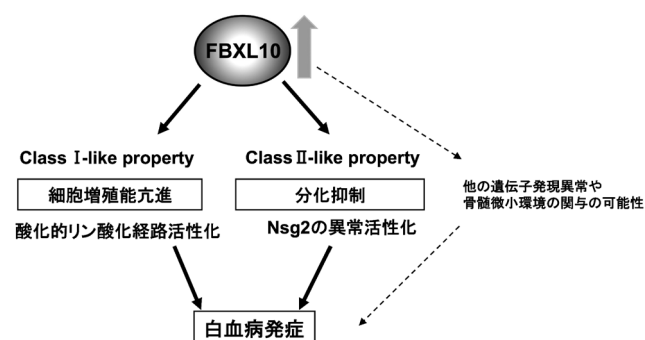 FBXL10
Class Ⅰ-like property
Class Ⅱ-like property
細胞増殖能亢進
分化抑制
酸化的リン酸化経路活性化
Nsg2の異常活性化
他の遺伝子発現異常や
骨髄微小環境の関与の可能性
白血病発症